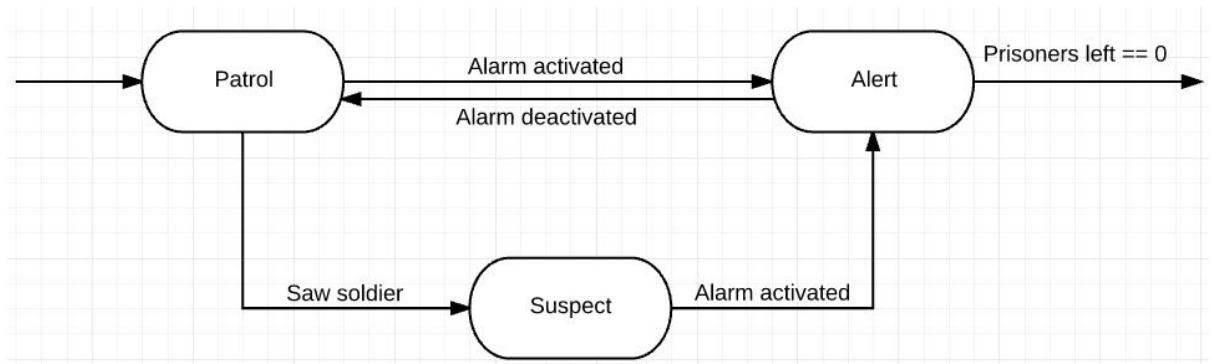 Prisoners left == 0
Patrol
Alarm activated
Alert
Alarm deactivated
Saw soldier
Suspect
Alarm activated